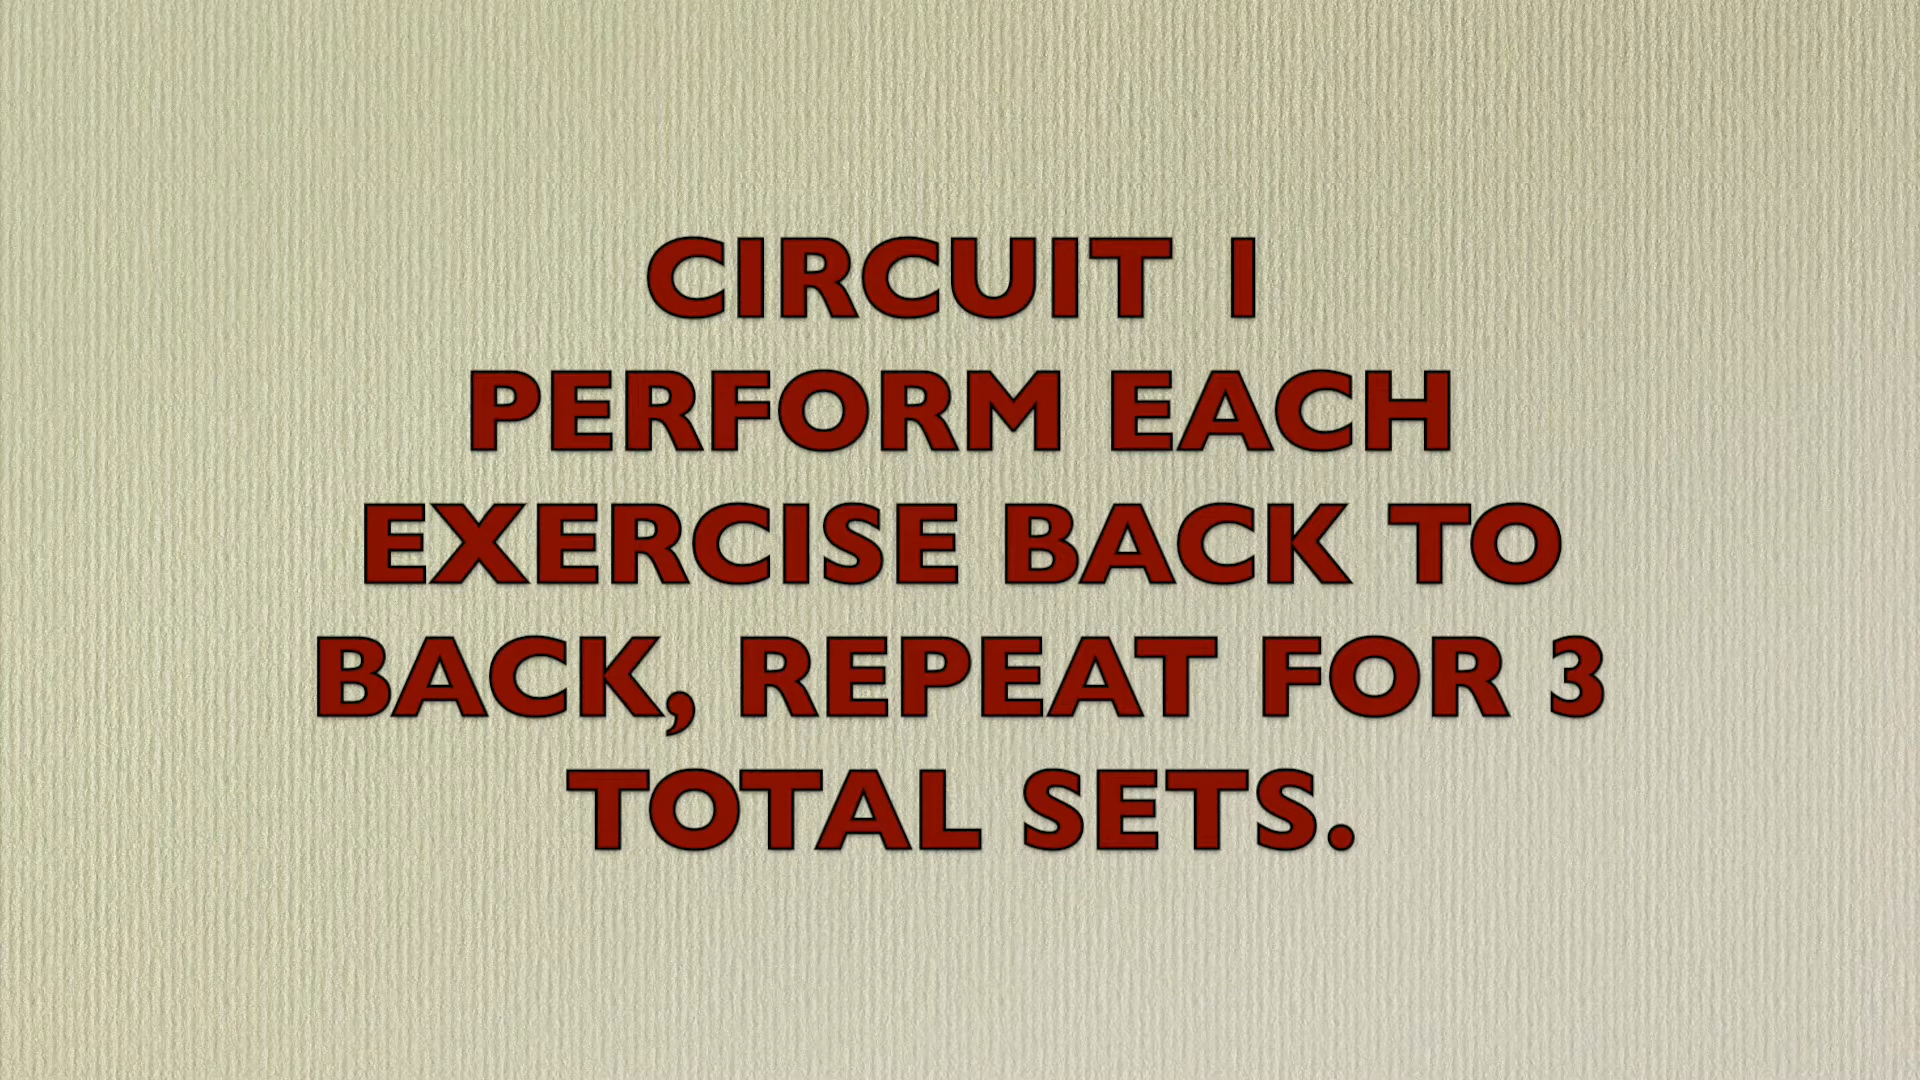 CIRCUIT 1
PERFORM EACH
EXERCISE BACK TO
BACK, REPEAT FOR 3
TOTAL SETS.